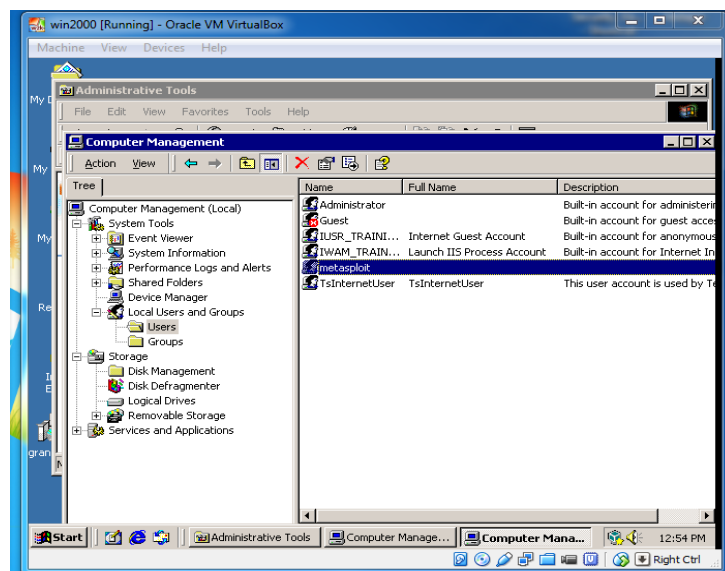 win2000 [Running] - Oracle VM VirtualBox
Machine View Devices Help
My D
Administrative Tools
File Edit View Favorites Tools Help
Computer Management
Action View
My
Tree
Name Full Name Description
Computer Management (Local)
System Tools
Event Viewer
System Information
Performance Logs and Alerts
Shared Folders
Device Manager
Local Users and Groups
Users
Groups
Storage
Disk Management
Disk Defragmenter
Logical Drives
Removable Storage
Services and Applications
Administrator Built-in account for administerin
Guest Built-in account for guest acce
IUSR_TRAINI... Internet Guest Account Built-in account for anonymous
IWAM_TRAIN... Launch IIS Process Account Built-in account for Internet In
metasploit
TsInternetUser TsInternetUser This user account is used by Te
My
Re
I
E
gran
Start Administrative Tools Computer Manage... Computer Mana... 12:54 PM
Right Ctrl